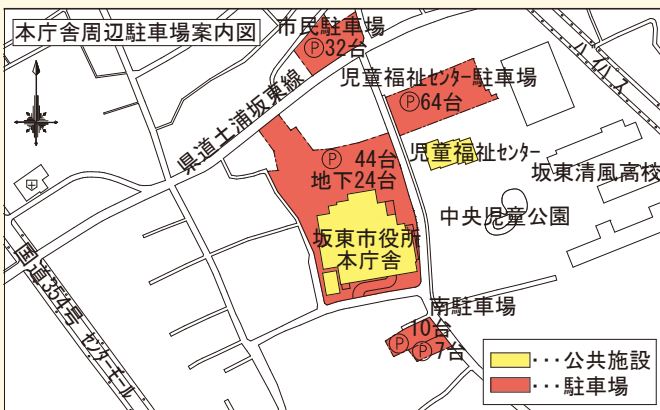 本庁舎周辺駐車場案内図
市民駐車場
Ⓟ32台
バイパス
県道土浦坂東線
児童福祉センター駐車場
Ⓟ64台
Ⓟ 44台
地下24台
児童福祉センター
坂東清風高校
中央児童公園
坂東市役所
本庁舎
国道354号 センターモール
南駐車場
10台
Ⓟ
Ⓟ7台
・・・公共施設
・・・駐車場